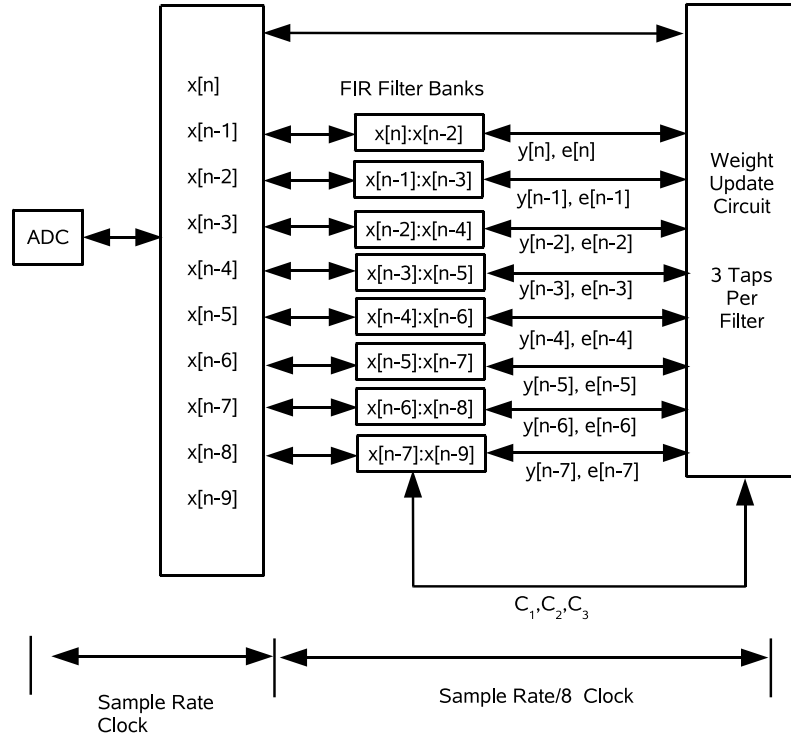 ADC
x[n]
x[n-1]
x[n-2]
x[n-3]
x[n-4]
x[n-5]
x[n-6]
x[n-7]
x[n-8]
x[n-9]
FIR Filter Banks
x[n]:x[n-2]
x[n-1]:x[n-3]
x[n-2]:x[n-4]
x[n-3]:x[n-5]
x[n-4]:x[n-6]
x[n-5]:x[n-7]
x[n-6]:x[n-8]
x[n-7]:x[n-9]
y[n], e[n]
y[n-1], e[n-1]
y[n-2], e[n-2]
y[n-3], e[n-3]
y[n-4], e[n-4]
y[n-5], e[n-5]
y[n-6], e[n-6]
y[n-7], e[n-7]
Weight
Update
Circuit
3 Taps
Per
Filter
C₁,C₂,C₃
Sample Rate
Clock
Sample Rate/8 Clock